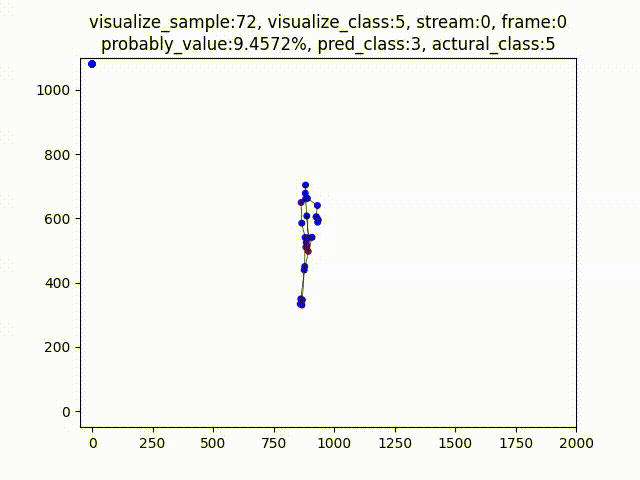 visualize_sample:72, visualize_class:5, stream:0, frame:0
probably_value:9.4572%, pred_class:3, actural_class:5
1000
800
600
400
200
0
0 250 500 750 1000 1250 1500 1750 2000